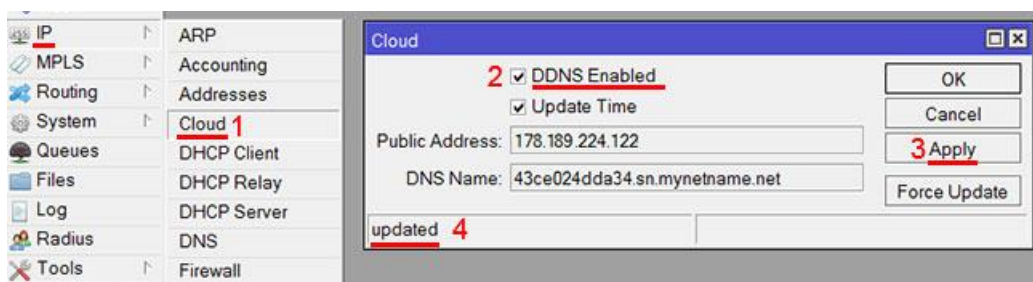 IP
MPLS
Routing
System
Queues
Files
Log
Radius
Tools
ARP
Accounting
Addresses
Cloud 1
DHCP Client
DHCP Relay
DHCP Server
DNS
Firewall
Cloud
2 DDNS Enabled
Update Time
Public Address: 178.189.224.122
DNS Name: 43ce024dda34.sn.mynetname.net
OK
Cancel
3 Apply
Force Update
updated 4